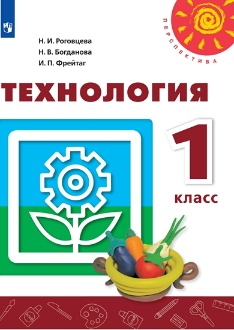 Н. И. Роговцева
Н. В. Богданова
И. П. Фрейтаг
ПЕРСПЕКТИВА
ТЕХНОЛОГИЯ
1
класс